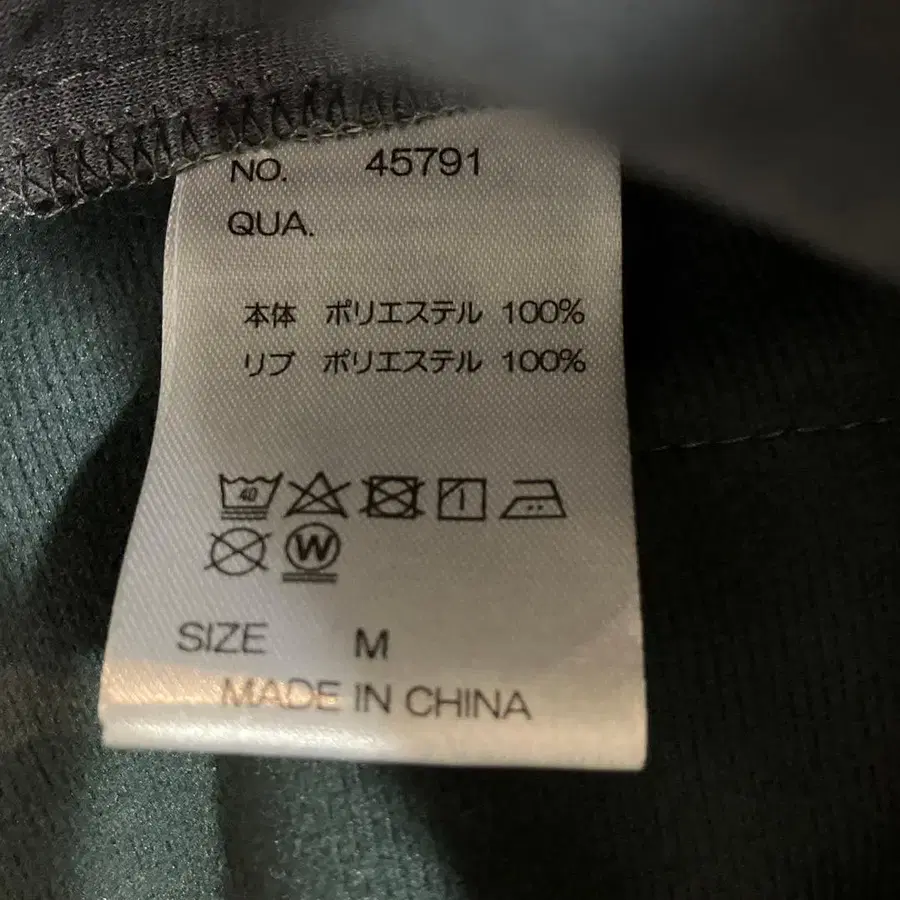 NO. 45791
QUA.
本体 ポリエステル 100%
リブ ポリエステル 100%
40
W
SIZE M
MADE IN CHINA